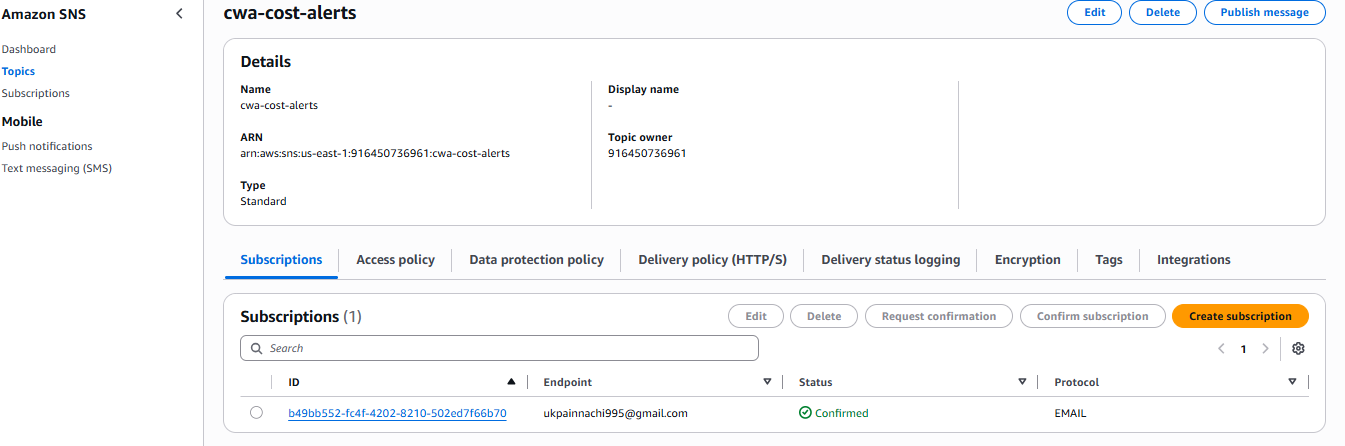 Amazon SNS
Dashboard
Topics
Subscriptions
Mobile
Push notifications
Text messaging (SMS)
cwa-cost-alerts
Edit
Delete
Publish message
Details
Name
cwa-cost-alerts
ARN
arn:aws:sns:us-east-1:916450736961:cwa-cost-alerts
Type
Standard
Display name
-
Topic owner
916450736961
Subscriptions
Access policy
Data protection policy
Delivery policy (HTTP/S)
Delivery status logging
Encryption
Tags
Integrations
Subscriptions (1)
Edit
Delete
Request confirmation
Confirm subscription
Create subscription
Search
1
ID
Endpoint
Status
Protocol
b49bb552-fc4f-4202-8210-502ed7f66b70
ukpainnachi995@gmail.com
Confirmed
EMAIL